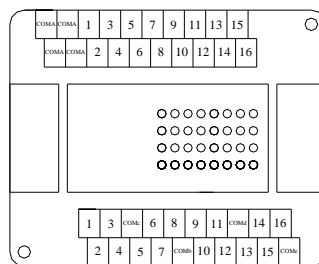 COMA COMA 1 3 5 7 9 11 13 15
COMA COMA 2 4 6 8 10 12 14 16
1 3 COMc 6 8 9 11 COMd 14 16
2 4 5 7 COMb 10 12 13 15 COMc